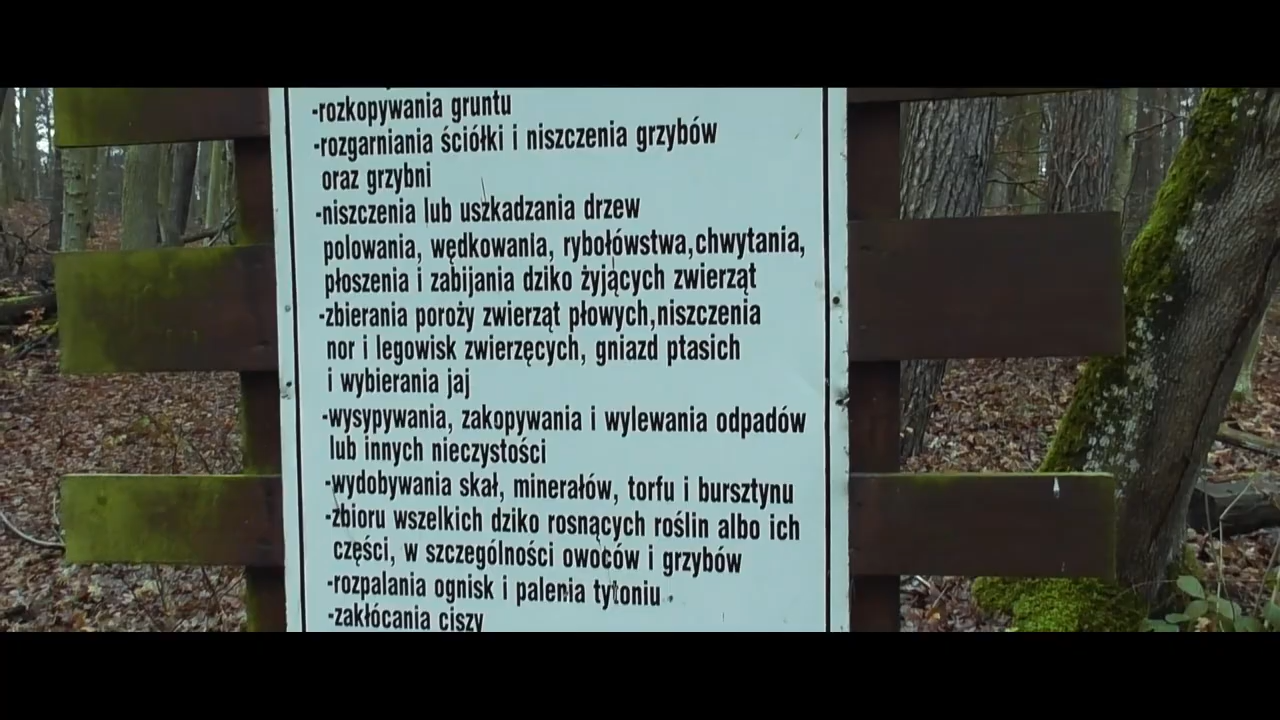 -rozkopywania gruntu
-rozgarniania ściółki i niszczenia grzybów
oraz grzybni
-niszczenia lub uszkadzania drzew
polowania, wędkowania, rybołówstwa,chwytania,
płoszenia i zabijania dziko żyjących zwierząt
-zbierania poroży zwierząt płowych,niszczenia
nor i legowisk zwierzęcych, gniazd ptasich
i wybierania jaj
-wysypywania, zakopywania i wylewania odpadów
lub innych nieczystości
-wydobywania skał, minerałów, torfu i bursztynu
-zbioru wszelkich dziko rosnących roślin albo ich
części, w szczególności owoców i grzybów
-rozpalania ognisk i palenia tytoniu
-zakłócania ciszy